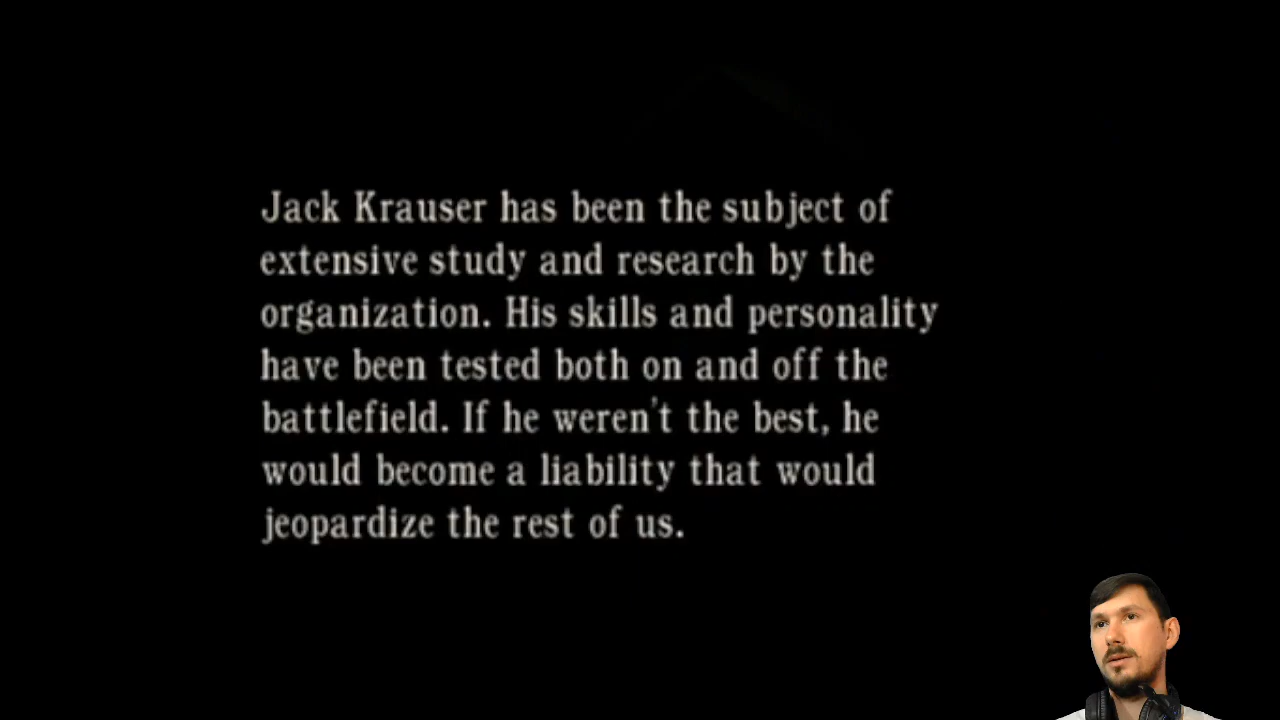 Jack Krauser has been the subject of
extensive study and research by the
organization. His skills and personality
have been tested both on and off the
battlefield. If he weren't the best, he
would become a liability that would
jeopardize the rest of us.